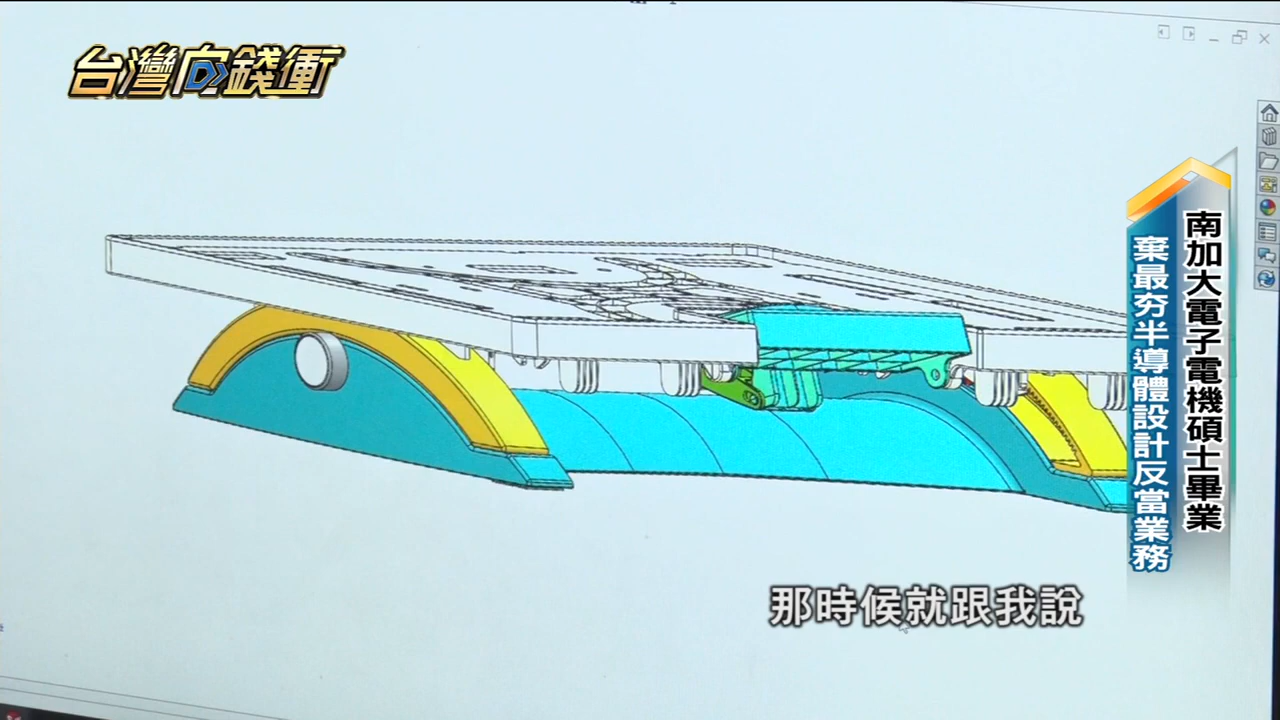 台灣向錢衝
南加大電子電機碩士畢業
棄最夯半導體設計反當業務
那時候就跟我說